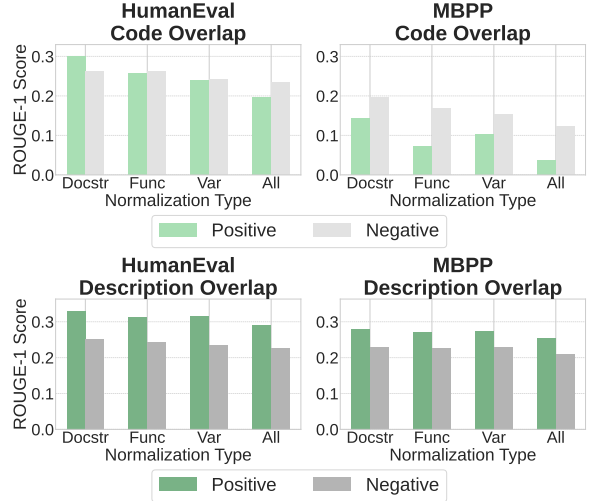 HumanEval
Code Overlap
MBPP
Code Overlap
ROUGE-1 Score
0.3
0.2
0.1
0.0
Docstr Func Var All
Normalization Type
0.3
0.2
0.1
0.0
Docstr Func Var All
Normalization Type
Positive Negative
HumanEval
Description Overlap
MBPP
Description Overlap
ROUGE-1 Score
0.3
0.2
0.1
0.0
Docstr Func Var All
Normalization Type
0.3
0.2
0.1
0.0
Docstr Func Var All
Normalization Type
Positive Negative